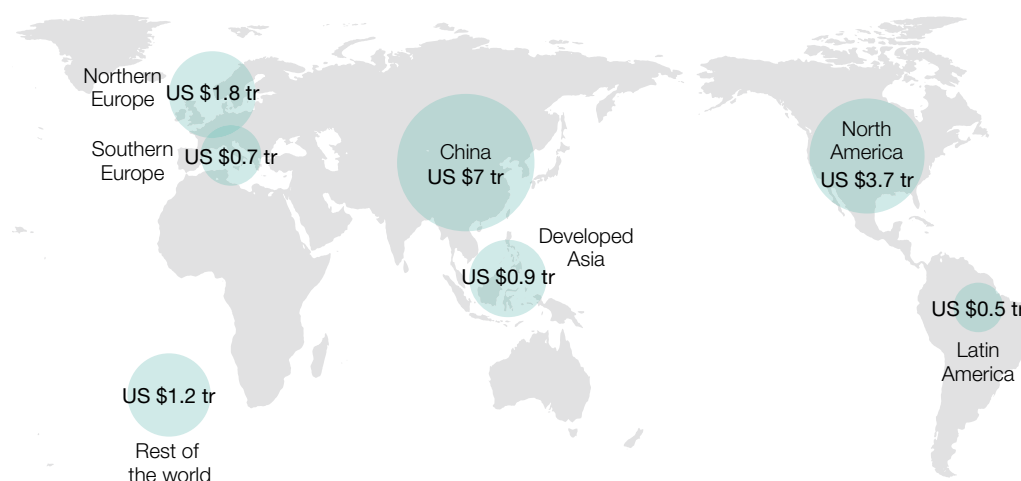 Northern
Europe
US $1.8 tr
Southern
Europe
US $0.7 tr
China
US $7 tr
North
America
US $3.7 tr
Developed
Asia
US $0.9 tr
US $0.5 tr
Latin
America
US $1.2 tr
Rest of
the world